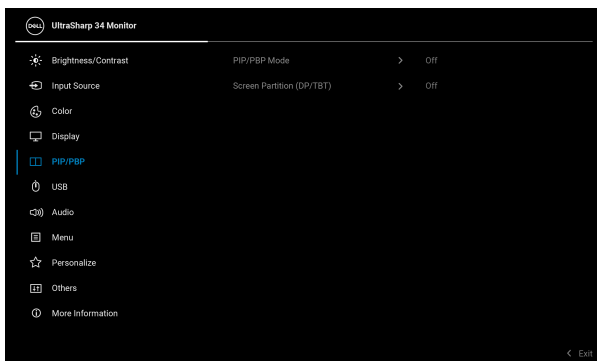 DELL UltraSharp 34 Monitor
Brightness/Contrast PIP/PBP Mode > Off
Input Source Screen Partition (DP/TBT) > Off
Color
Display
PIP/PBP
USB
Audio
Menu
Personalize
Others
More Information
< Exit